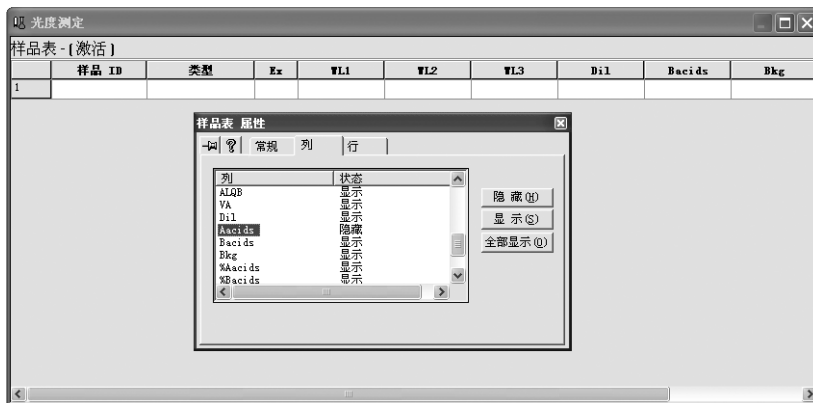 光度测定
样品表 - [激活]
样品 ID 类型 Ex WL1 WL2 WL3 Dil Bacids Bkg
1
样品表 属性
常规 列 行
列 状态
ALQB 显示
VA 显示
Dil 显示
Aacids 隐藏
Bacids 显示
Bkg 显示
%Aacids 显示
%Bacids 显示
隐 藏(H)
显 示(S)
全部显示(O)